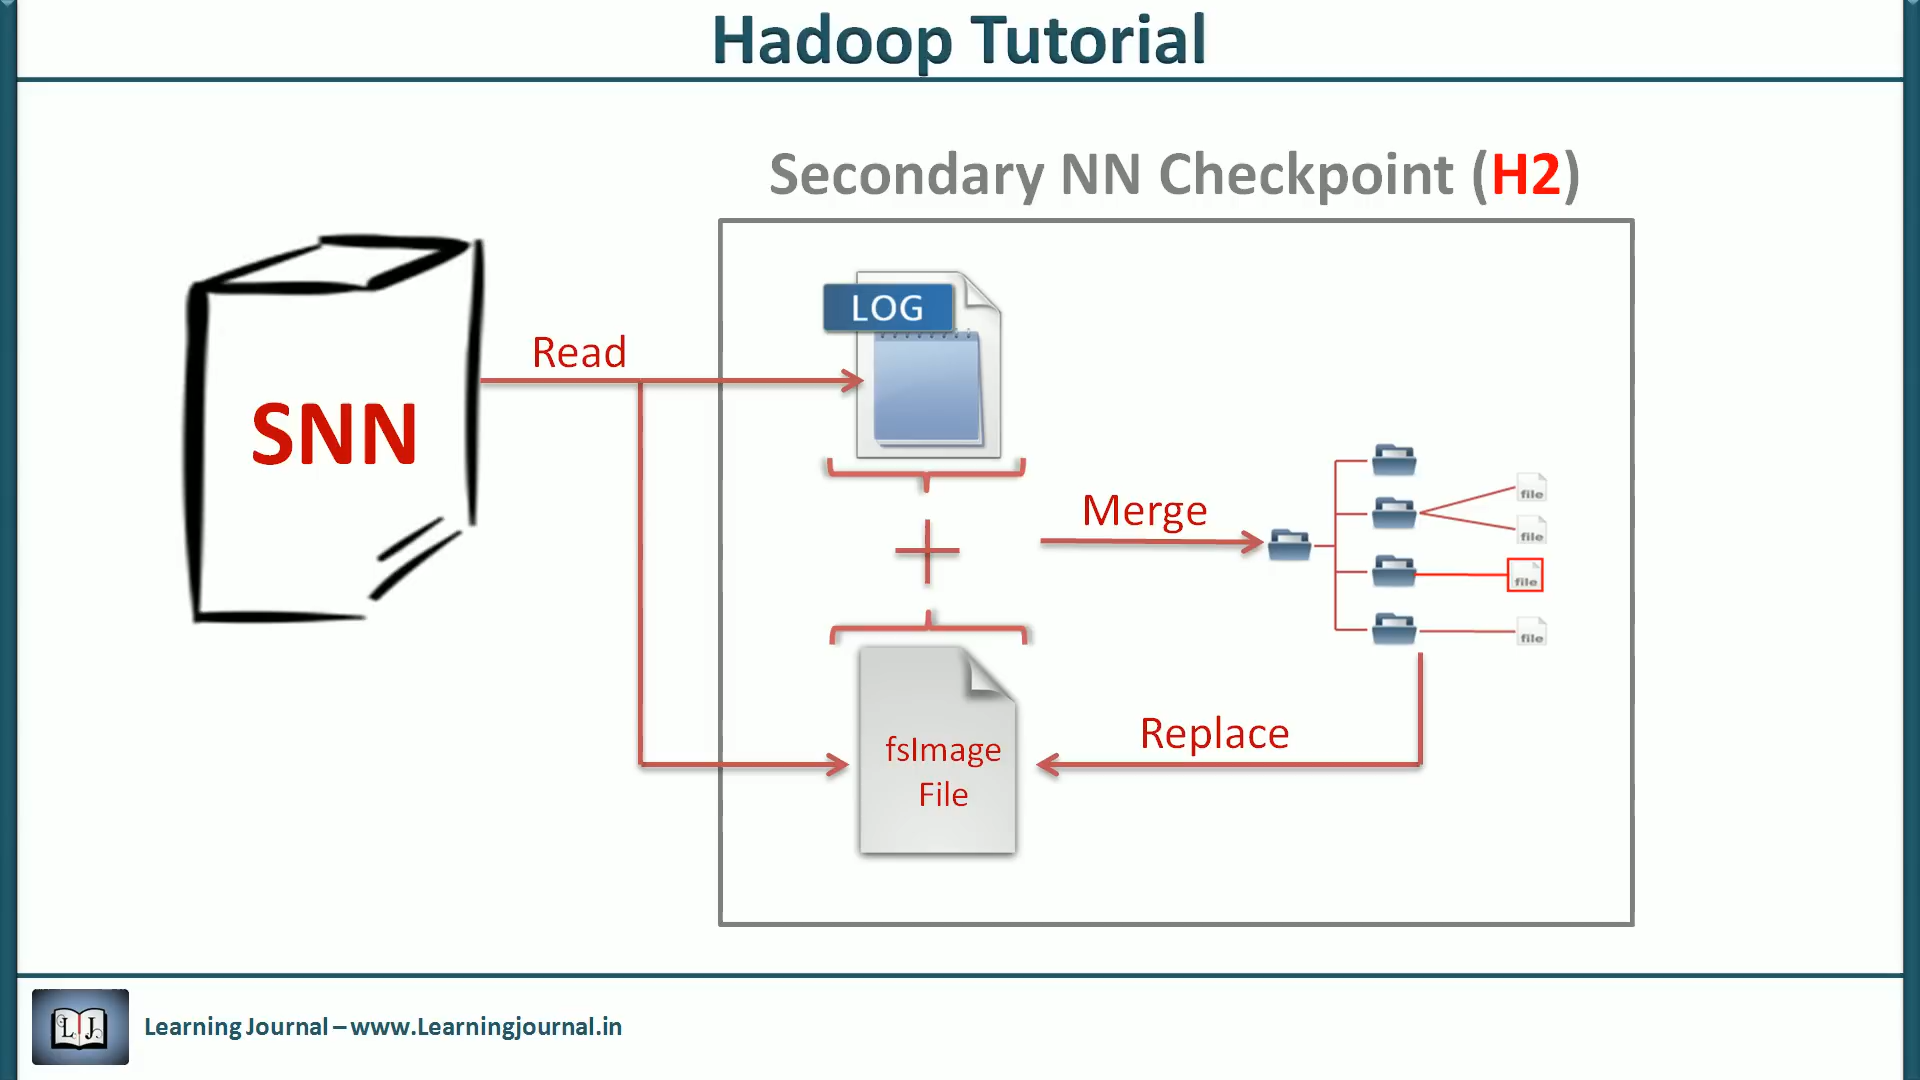 Hadoop Tutorial
Secondary NN Checkpoint (H2)
LOG
Read
SNN
Merge
file
file
file
file
Replace
fsImage
File
LJ
Learning Journal – www.Learningjournal.in